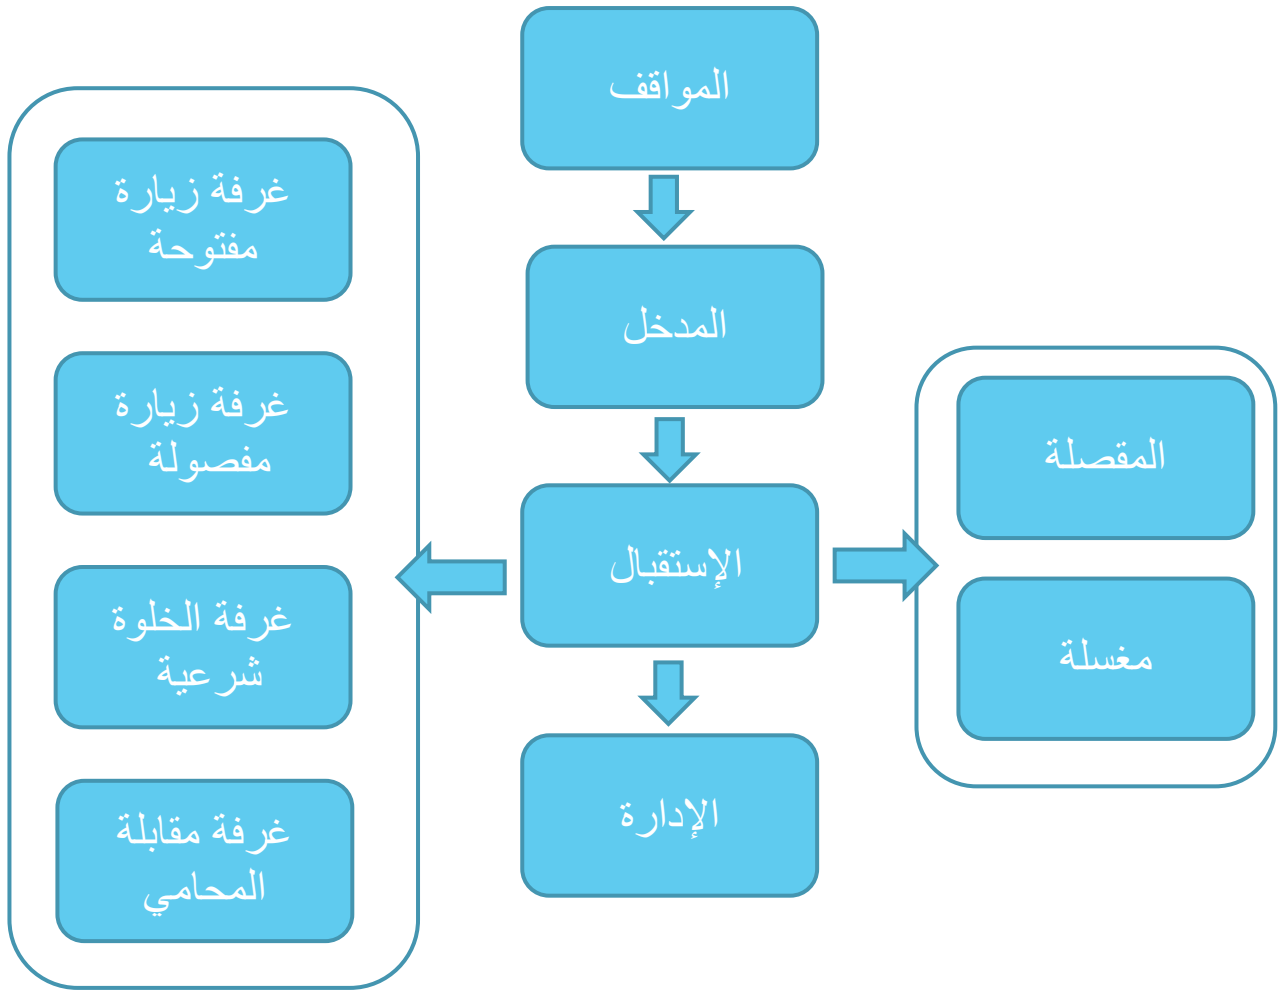 المواقف
المدخل
الإستقبال
الإدارة
المقصلة
مغسلة
غرفة زيارة
مفتوحة
غرفة زيارة
مفصولة
غرفة الخلوة
شرعية
غرفة مقابلة
المحامي